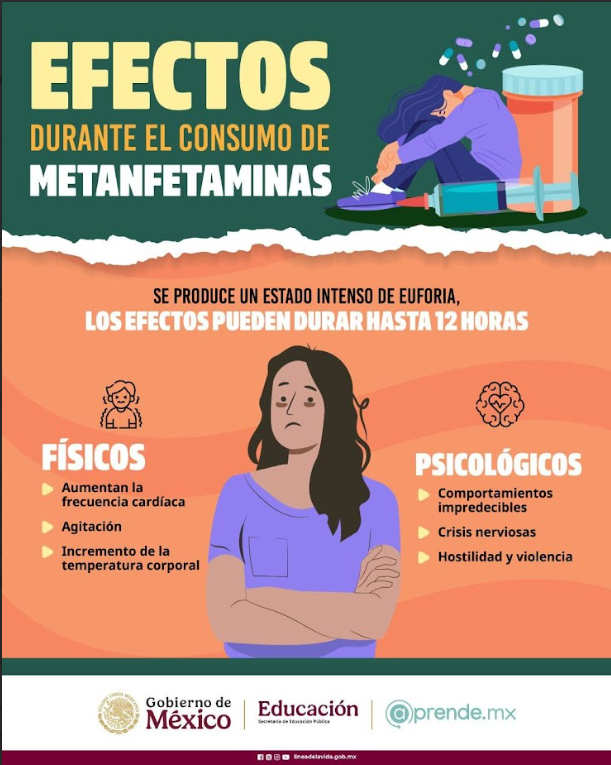 EFECTOS
DURANTE EL CONSUMO DE
METANFETAMINAS
SE PRODUCE UN ESTADO INTENSO DE EUFORIA,
LOS EFECTOS PUEDEN DURAR HASTA 12 HORAS
FÍSICOS
Aumentan la
frecuencia cardíaca
Agitación
Incremento de la
temperatura corporal
PSICOLÓGICOS
Comportamientos
impredecibles
Crisis nerviosas
Hostilidad y violencia
Gobierno de
México
Educación
Secretaría de Educación Pública
@prende.mx
lineadelavida.gob.mx